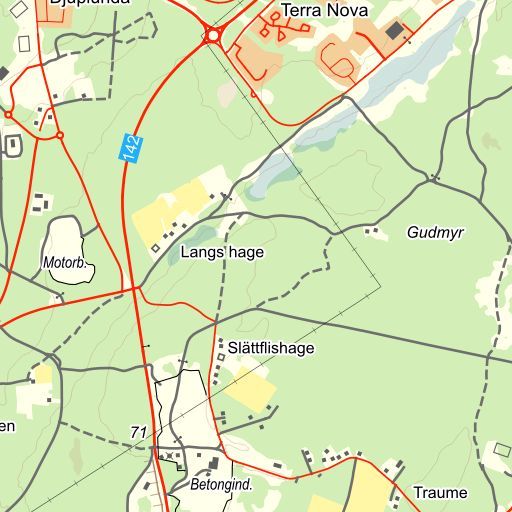 Djuplunda
Terra Nova
142
Gudmyr
Langs hage
Motorb.
Slättflishage
en
71
Betongind.
Traume